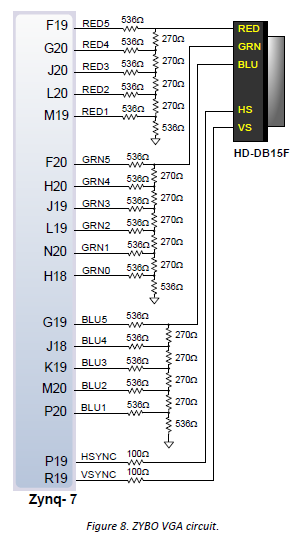 F19 RED5 536Ω RED
270Ω
G20 RED4 536Ω GRN
270Ω
J20 RED3 536Ω BLU
270Ω
L20 RED2 536Ω
270Ω
M19 RED1 536Ω HS
536Ω VS
HD-DB15F
F20 GRN5 536Ω
270Ω
H20 GRN4 536Ω
270Ω
J19 GRN3 536Ω
270Ω
L19 GRN2 536Ω
270Ω
N20 GRN1 536Ω
270Ω
H18 GRN0 536Ω
536Ω
G19 BLU5 536Ω
270Ω
J18 BLU4 536Ω
270Ω
K19 BLU3 536Ω
270Ω
M20 BLU2 536Ω
270Ω
P20 BLU1 536Ω
536Ω
P19 HSYNC 100Ω
R19 VSYNC 100Ω
Zynq- 7
Figure 8. ZYBO VGA circuit.